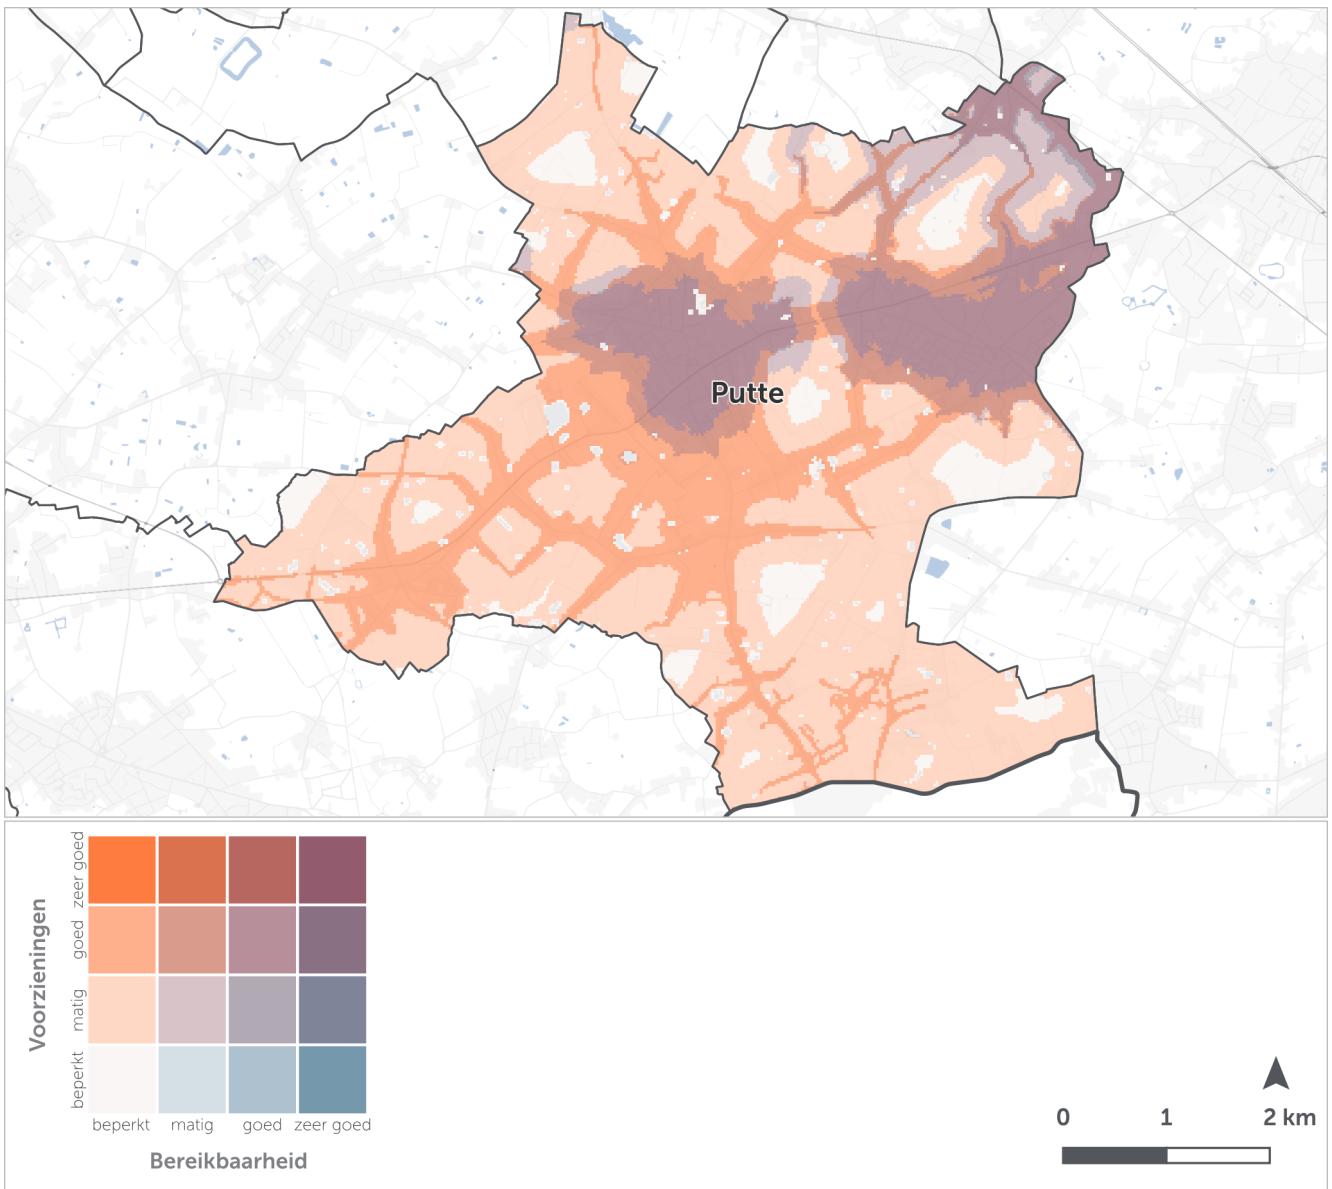 Putte
Voorzieningen
zeer goed
goed
matig
beperkt
beperkt matig goed zeer goed
Bereikbaarheid
0 1 2 km